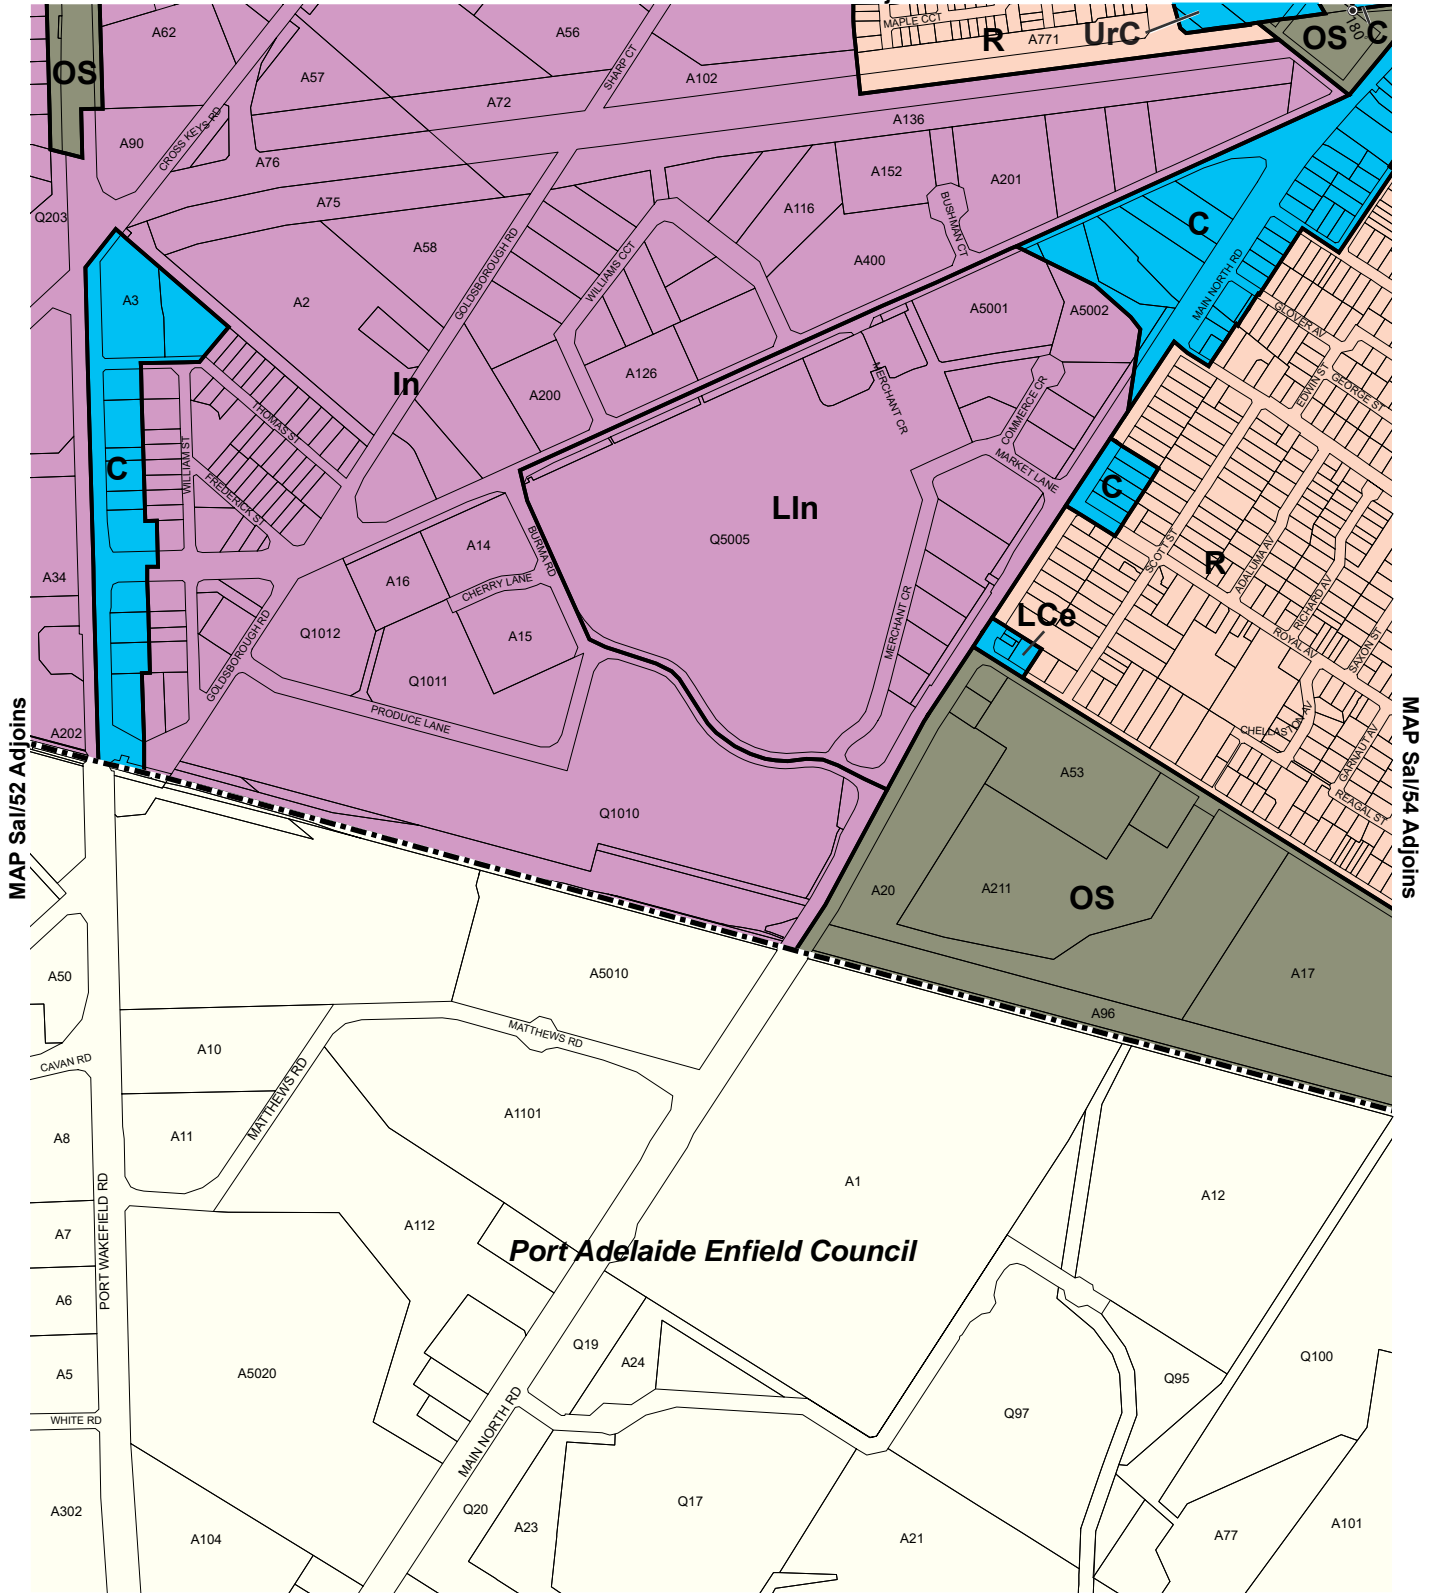 MAPLE CCT
R
A771
UrC
OS
C
180
A62
A56
SHARP CT
OS
A57
A102
A72
A136
A90
CROSS KEYS RD
A76
A152
A201
A75
A116
BUSHMAN CT
Q203
A58
GOLDSBOROUGH RD
WILLIAMS CCT
A400
C
MAIN NORTH RD
A3
A2
A5001
A5002
GLOVER AV
In
A200
A126
MERCHANT CR
COMMERCE CR
EDWIN ST
GEORGE ST
THOMAS ST
C
WILLIAM ST
FREDERICK ST
MARKET LANE
C
LIn
Q5005
A14
BURMA RD
SCOTT ST
R
ADALUMA AV
A34
A16
CHERRY LANE
RICHARD AV
MERCHANT CR
LCe
Q1012
A15
GOLDSBOROUGH RD
ROYAL AV
SAXON ST
Q1011
PRODUCE LANE
A202
CHELLASTON AV
GARNAUT AV
MAP Sal/52 Adjoins
MAP Sal/54 Adjoins
A53
REAGAL ST
Q1010
A20
A211
OS
A50
A5010
A17
A96
MATTHEWS RD
CAVAN RD
A10
MATTHEWS RD
A1101
A8
A11
PORT WAKEFIELD RD
A1
A12
A7
A112
Port Adelaide Enfield Council
A6
Q19
A24
Q100
A5
A5020
Q95
WHITE RD
MAIN NORTH RD
Q97
A302
Q20
Q17
A23
A104
A21
A77
A101